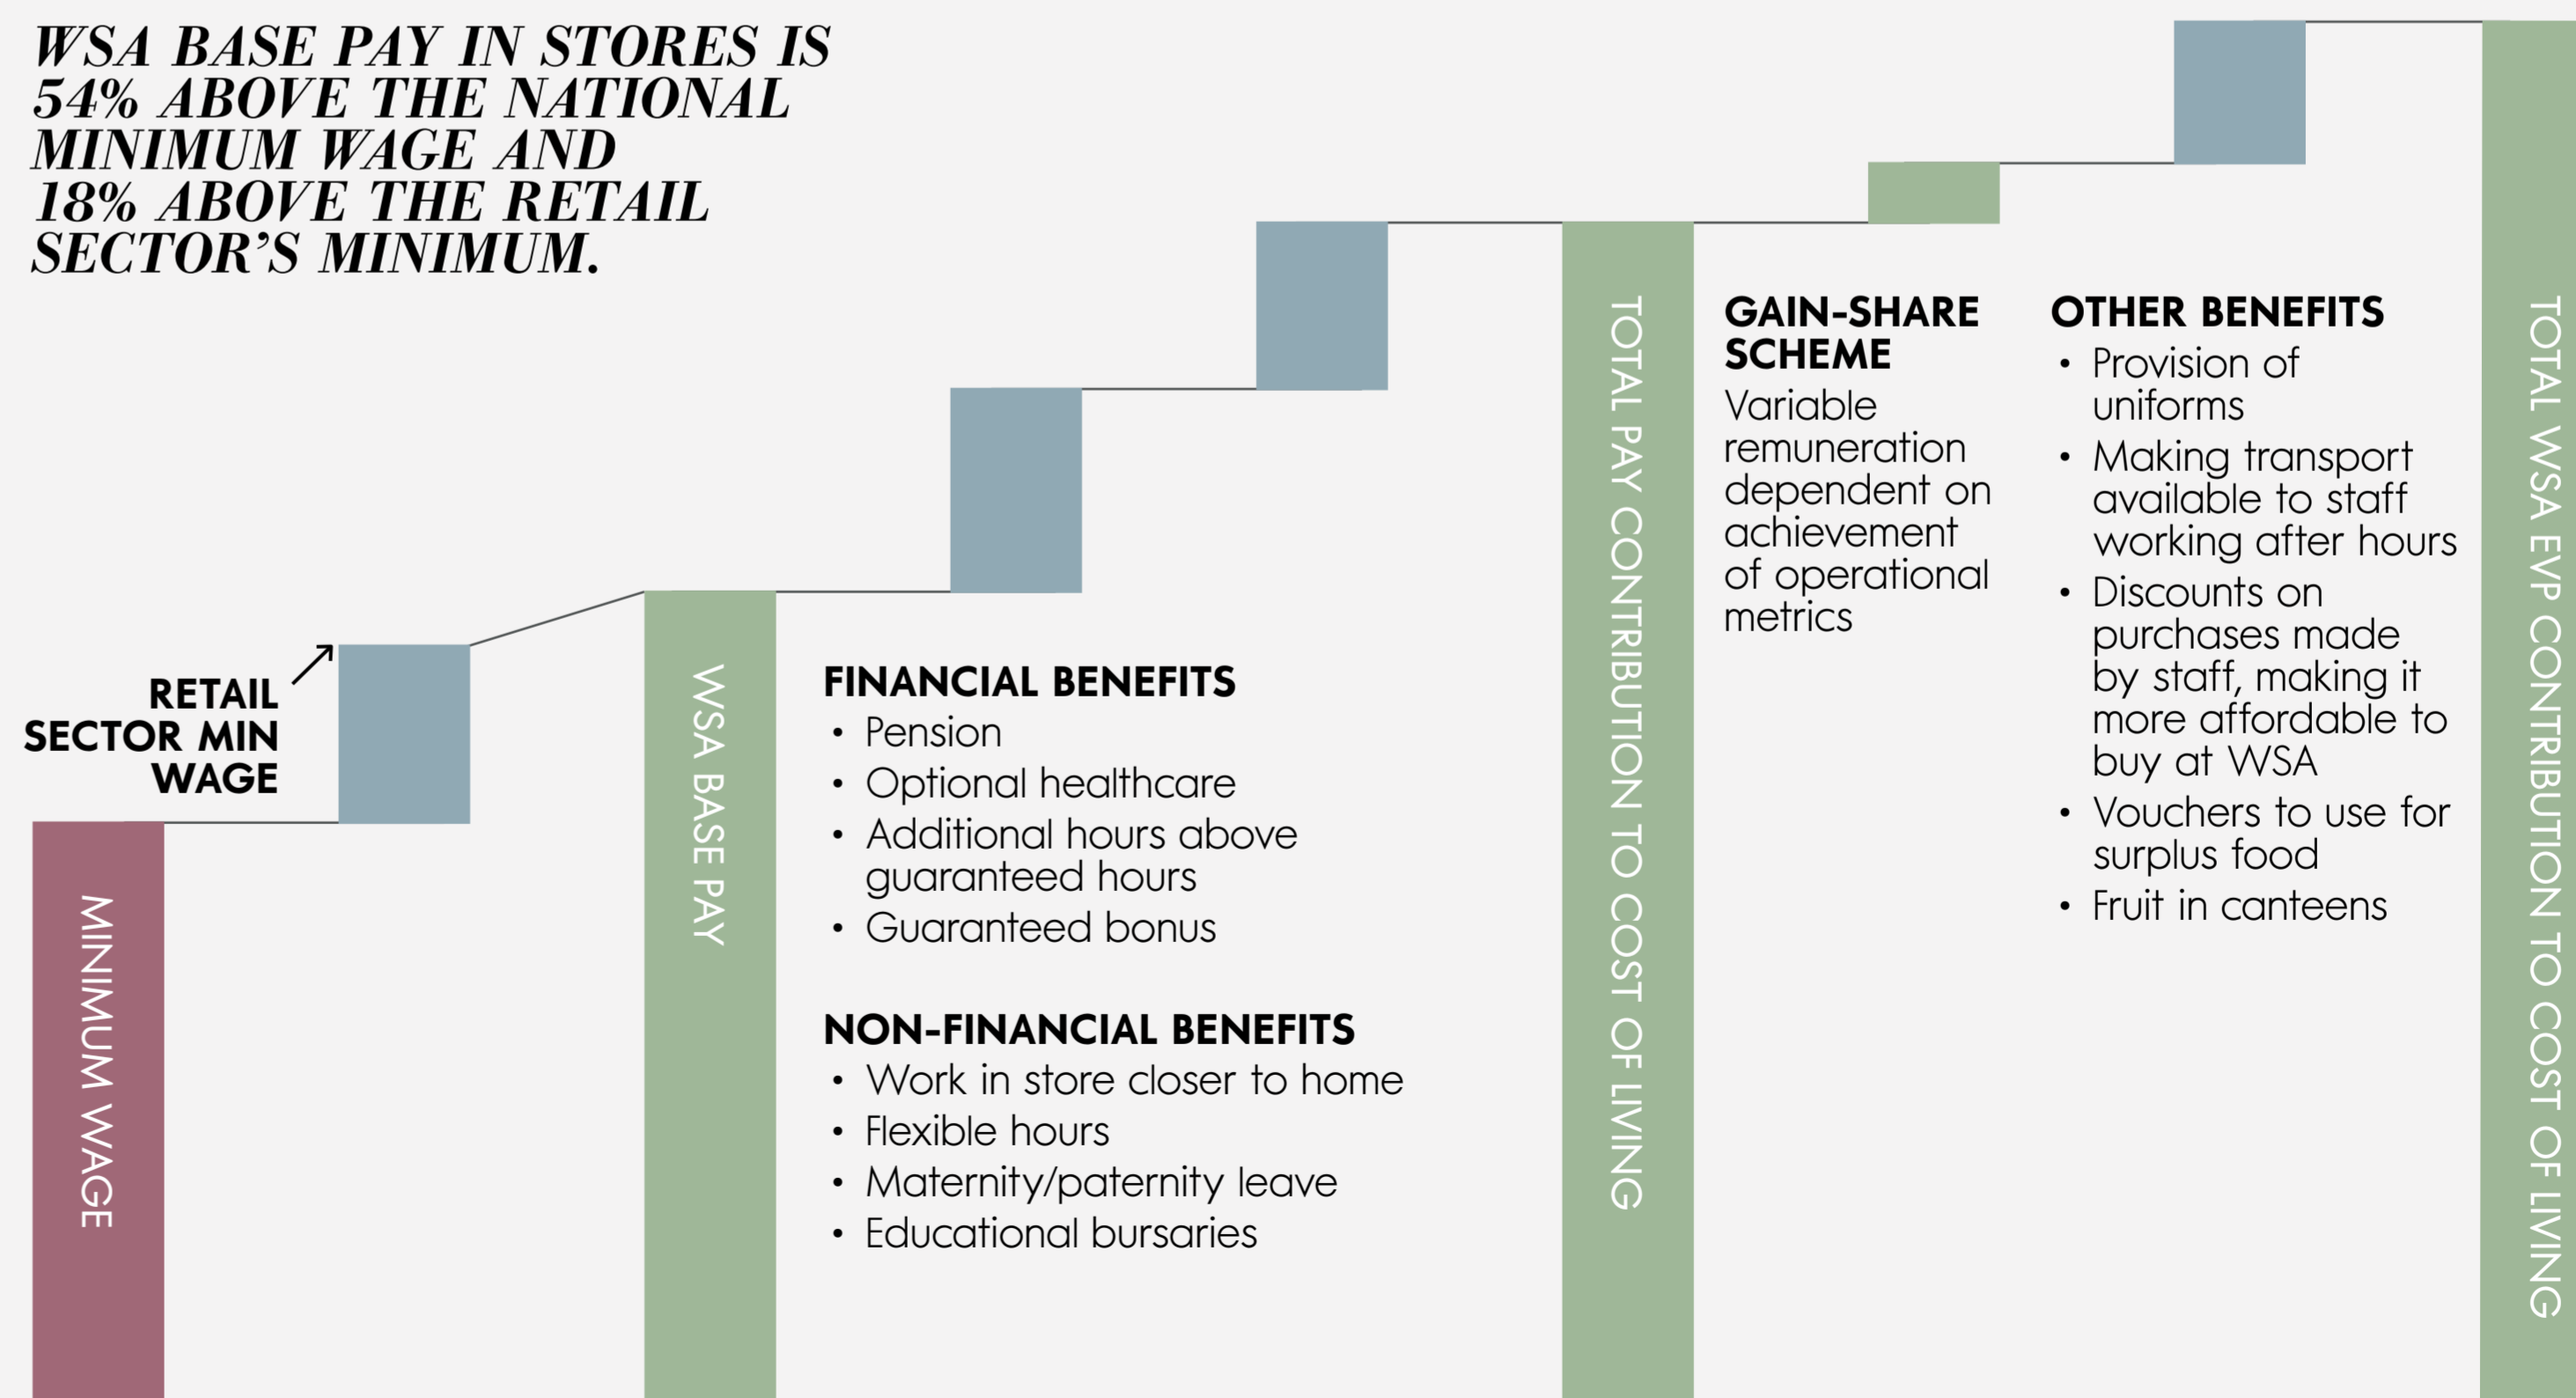 WSA BASE PAY IN STORES IS
54% ABOVE THE NATIONAL
MINIMUM WAGE AND
18% ABOVE THE RETAIL
SECTOR’S MINIMUM.
MINIMUM WAGE
RETAIL
SECTOR MIN
WAGE
WSA BASE PAY
FINANCIAL BENEFITS
• Pension
• Optional healthcare
• Additional hours above
guaranteed hours
• Guaranteed bonus
NON-FINANCIAL BENEFITS
• Work in store closer to home
• Flexible hours
• Maternity/paternity leave
• Educational bursaries
TOTAL PAY CONTRIBUTION TO COST OF LIVING
GAIN-SHARE
SCHEME
Variable
remuneration
dependent on
achievement
of operational
metrics
OTHER BENEFITS
• Provision of
uniforms
• Making transport
available to staff
working after hours
• Discounts on
purchases made
by staff, making it
more affordable to
buy at WSA
• Vouchers to use for
surplus food
• Fruit in canteens
TOTAL WSA EVP CONTRIBUTION TO COST OF LIVING